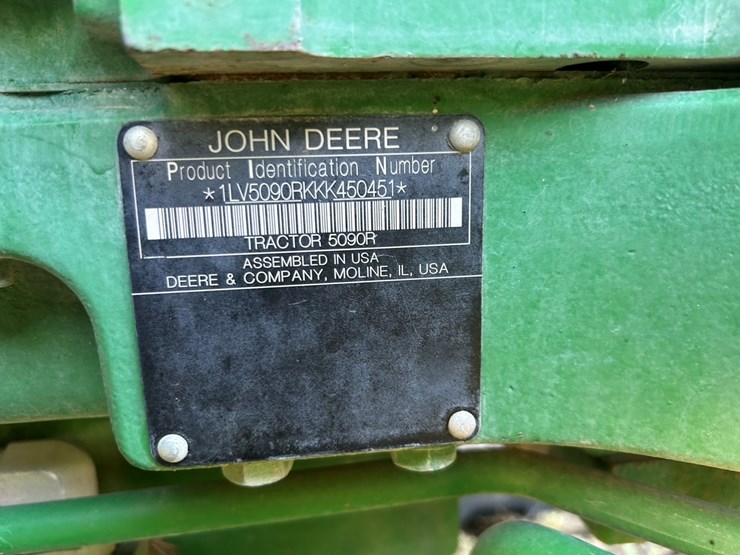 JOHN DEERE
Product Identification Number
*1LV5090RKKK450451*
TRACTOR 5090R
ASSEMBLED IN USA
DEERE & COMPANY, MOLINE, IL, USA